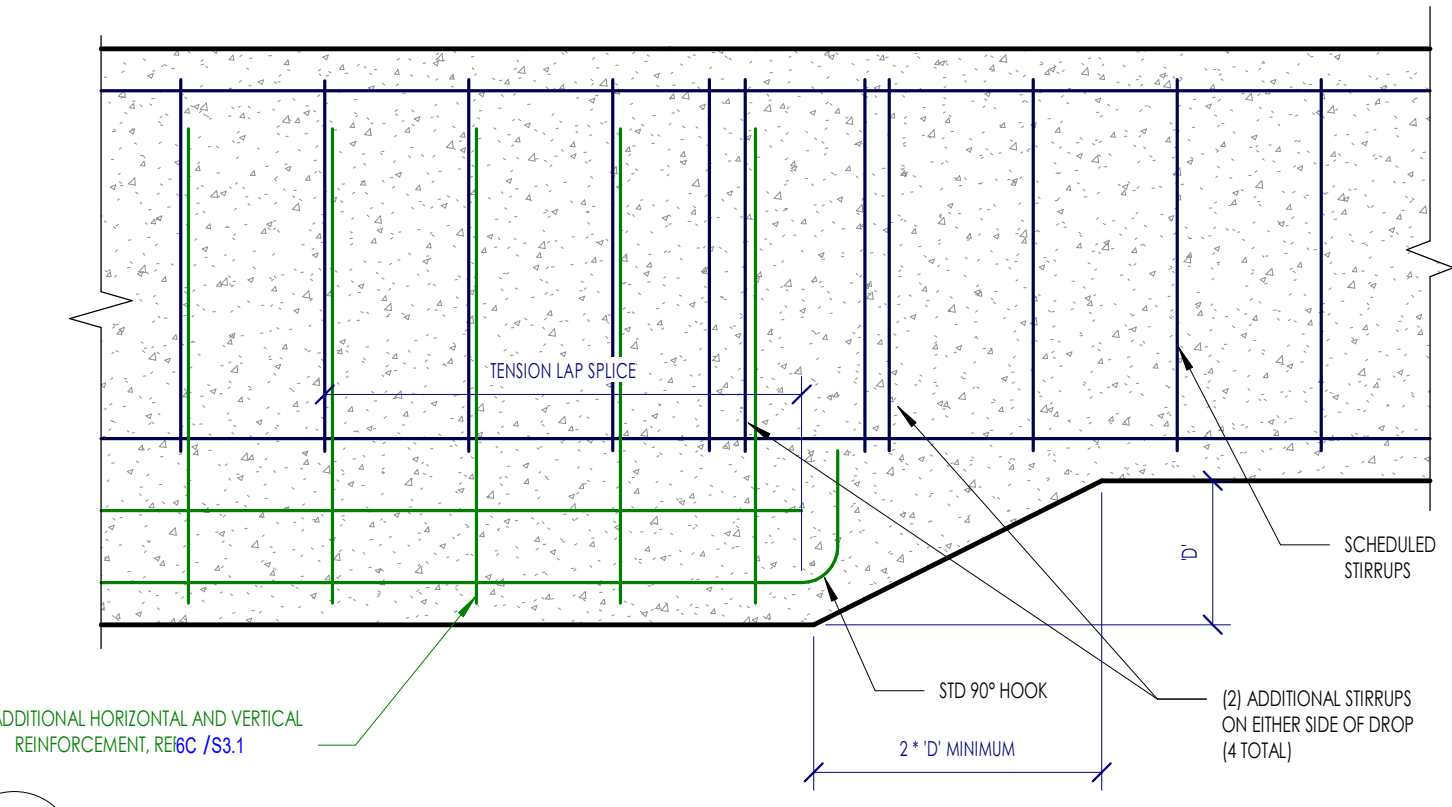 TENSION LAP SPLICE
'D'
SCHEDULED
STIRRUPS
STD 90° HOOK
(2) ADDITIONAL STIRRUPS
ON EITHER SIDE OF DROP
(4 TOTAL)
ADDITIONAL HORIZONTAL AND VERTICAL
REINFORCEMENT, REF 6C /S3.1
2 * 'D' MINIMUM